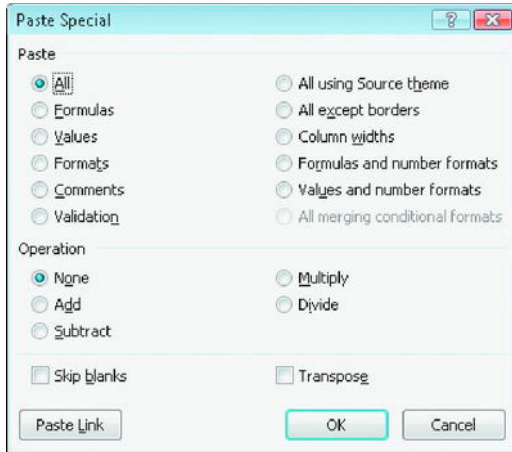 Paste Special
Paste
All
All using Source theme
Formulas
All except borders
Values
Column widths
Formats
Formulas and number formats
Comments
Values and number formats
Validation
All merging conditional formats
Operation
None
Multiply
Add
Divide
Subtract
Skip blanks
Transpose
Paste Link
OK
Cancel